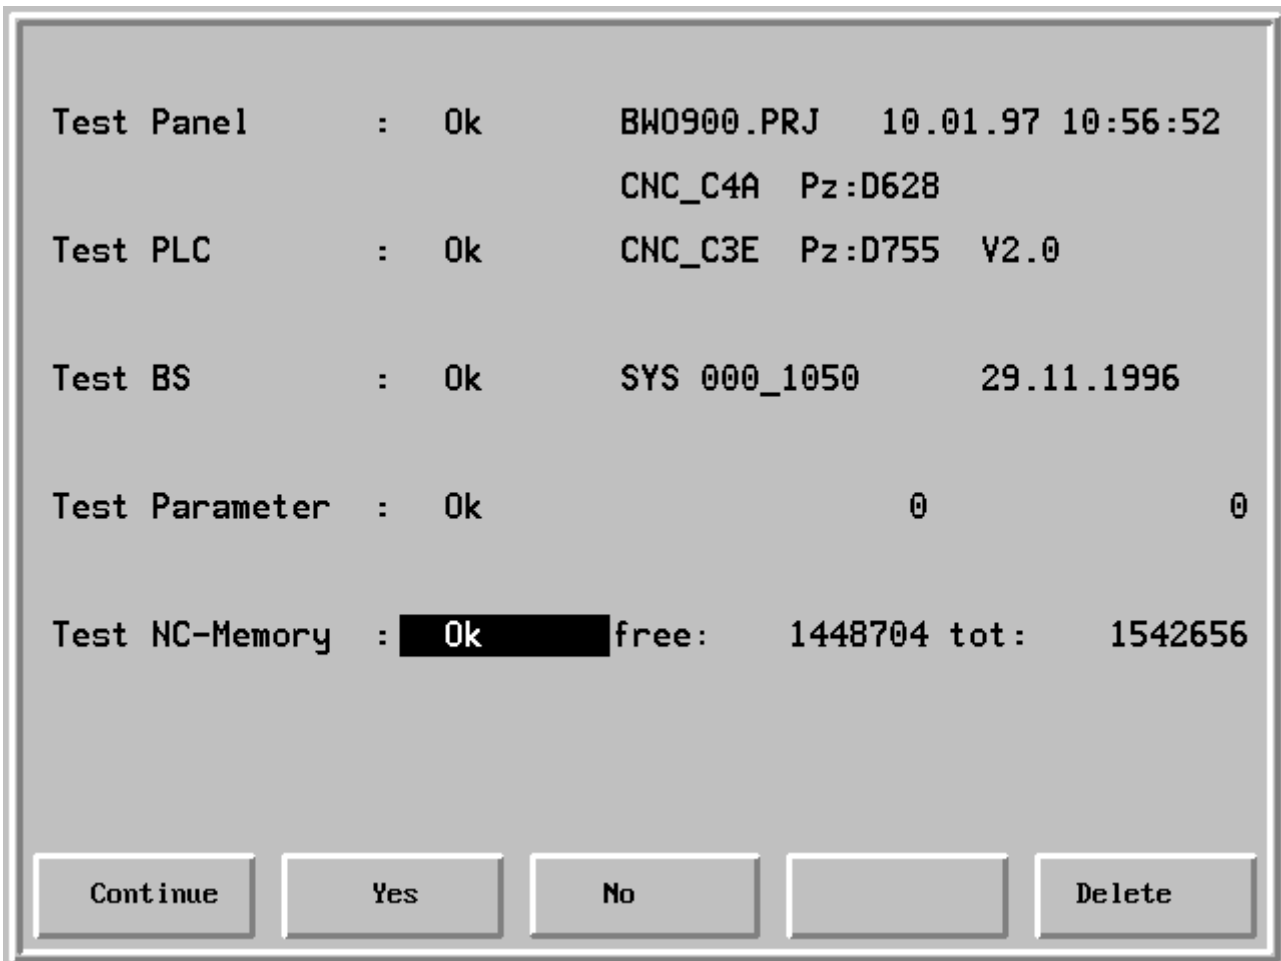 Test Panel : Ok BWO900.PRJ 10.01.97 10:56:52
CNC_C4A Pz:D628
Test PLC : Ok CNC_C3E Pz:D755 V2.0
Test BS : Ok SYS 000_1050 29.11.1996
Test Parameter : Ok 0 0
Test NC-Memory : Ok free: 1448704 tot: 1542656
Continue Yes No Delete